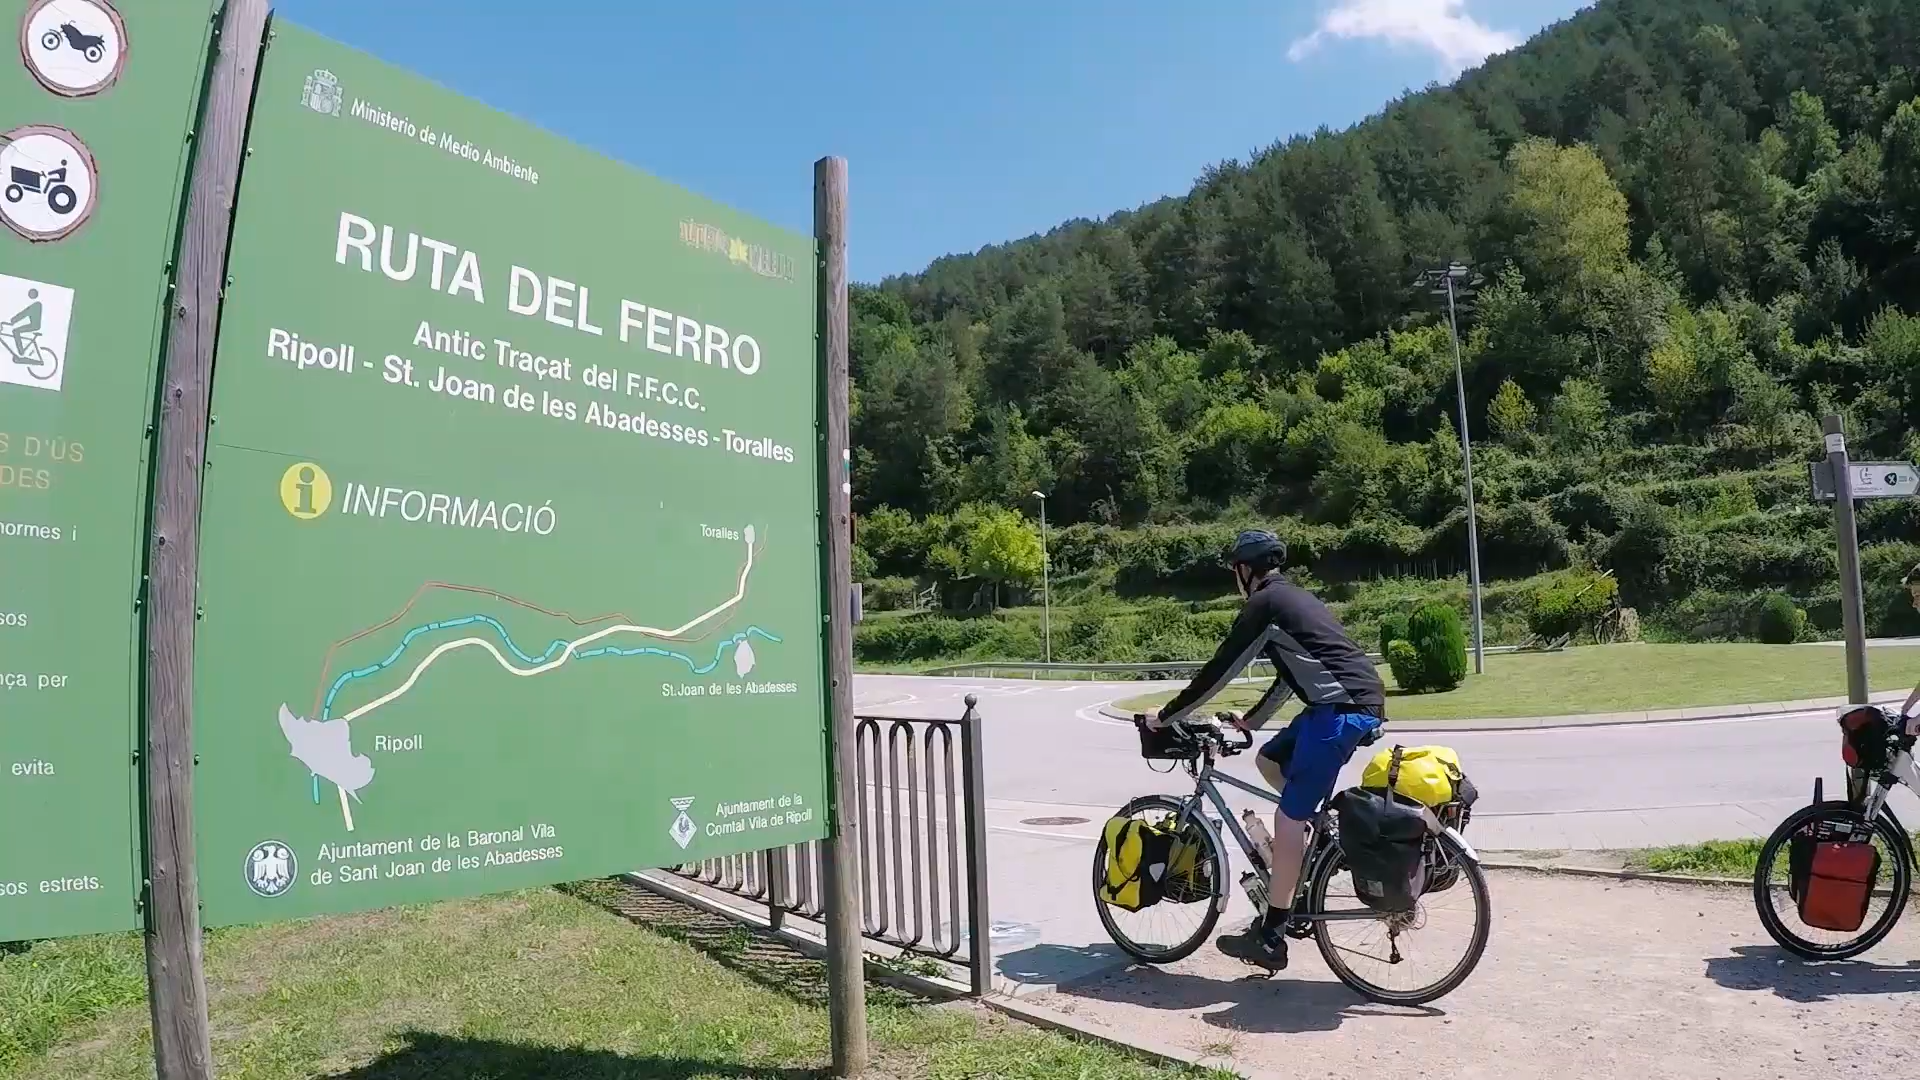 S D'ÚS
DES
normes i
sos
nça per
evita
sos estrets.
Ministerio de Medio Ambiente
RUTA DEL FERRO
Antic Traçat del F.F.C.C.
Ripoll - St. Joan de les Abadesses - Toralles
i INFORMACIÓ
Toralles
St. Joan de les Abadesses
Ripoll
Ajuntament de la Baronal Vila
de Sant Joan de les Abadesses
Ajuntament de la
Comtal Vila de Ripoll